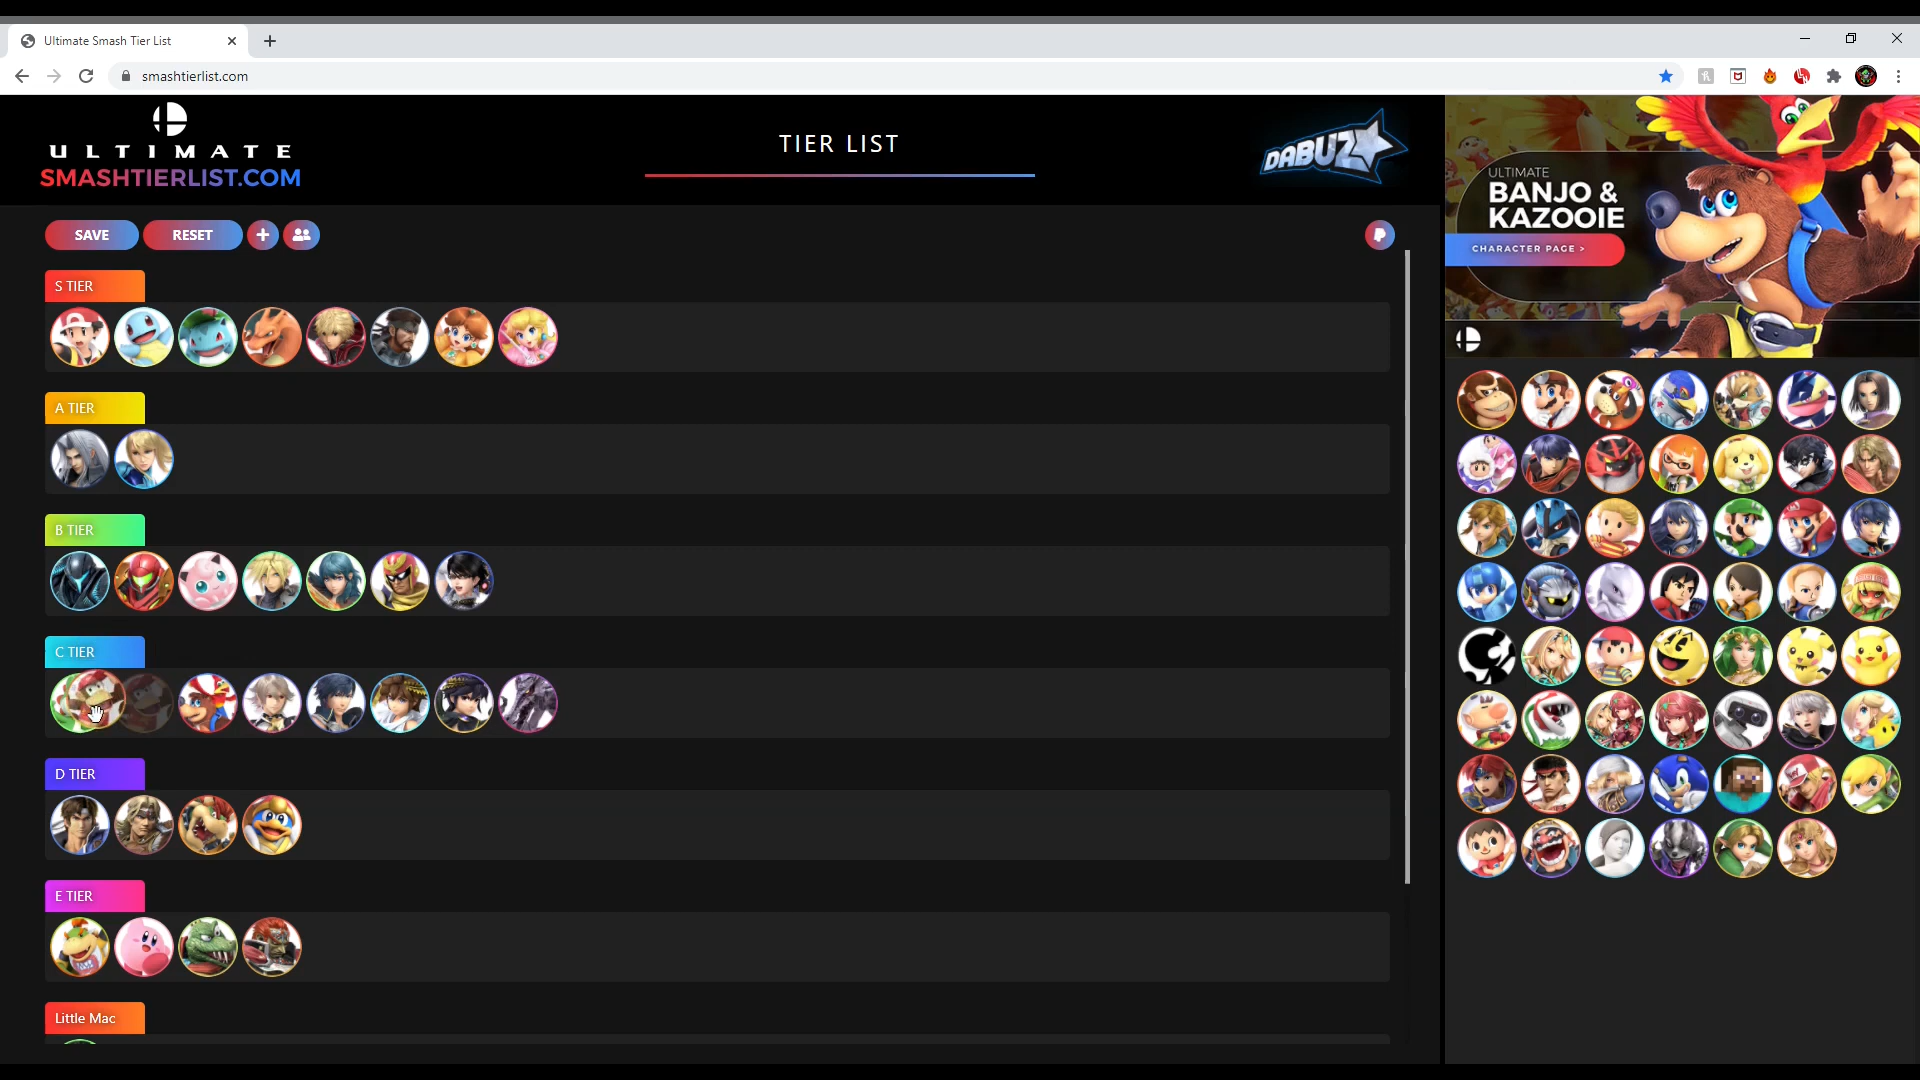 Ultimate Smash Tier List
smashtierlist.com
ULTIMATE
SMASHTIERLIST.COM
TIER LIST
DABUZ
ULTIMATE
BANJO &
KAZOOIE
CHARACTER PAGE >
SAVE
RESET
S TIER
A TIER
B TIER
C TIER
D TIER
E TIER
Little Mac